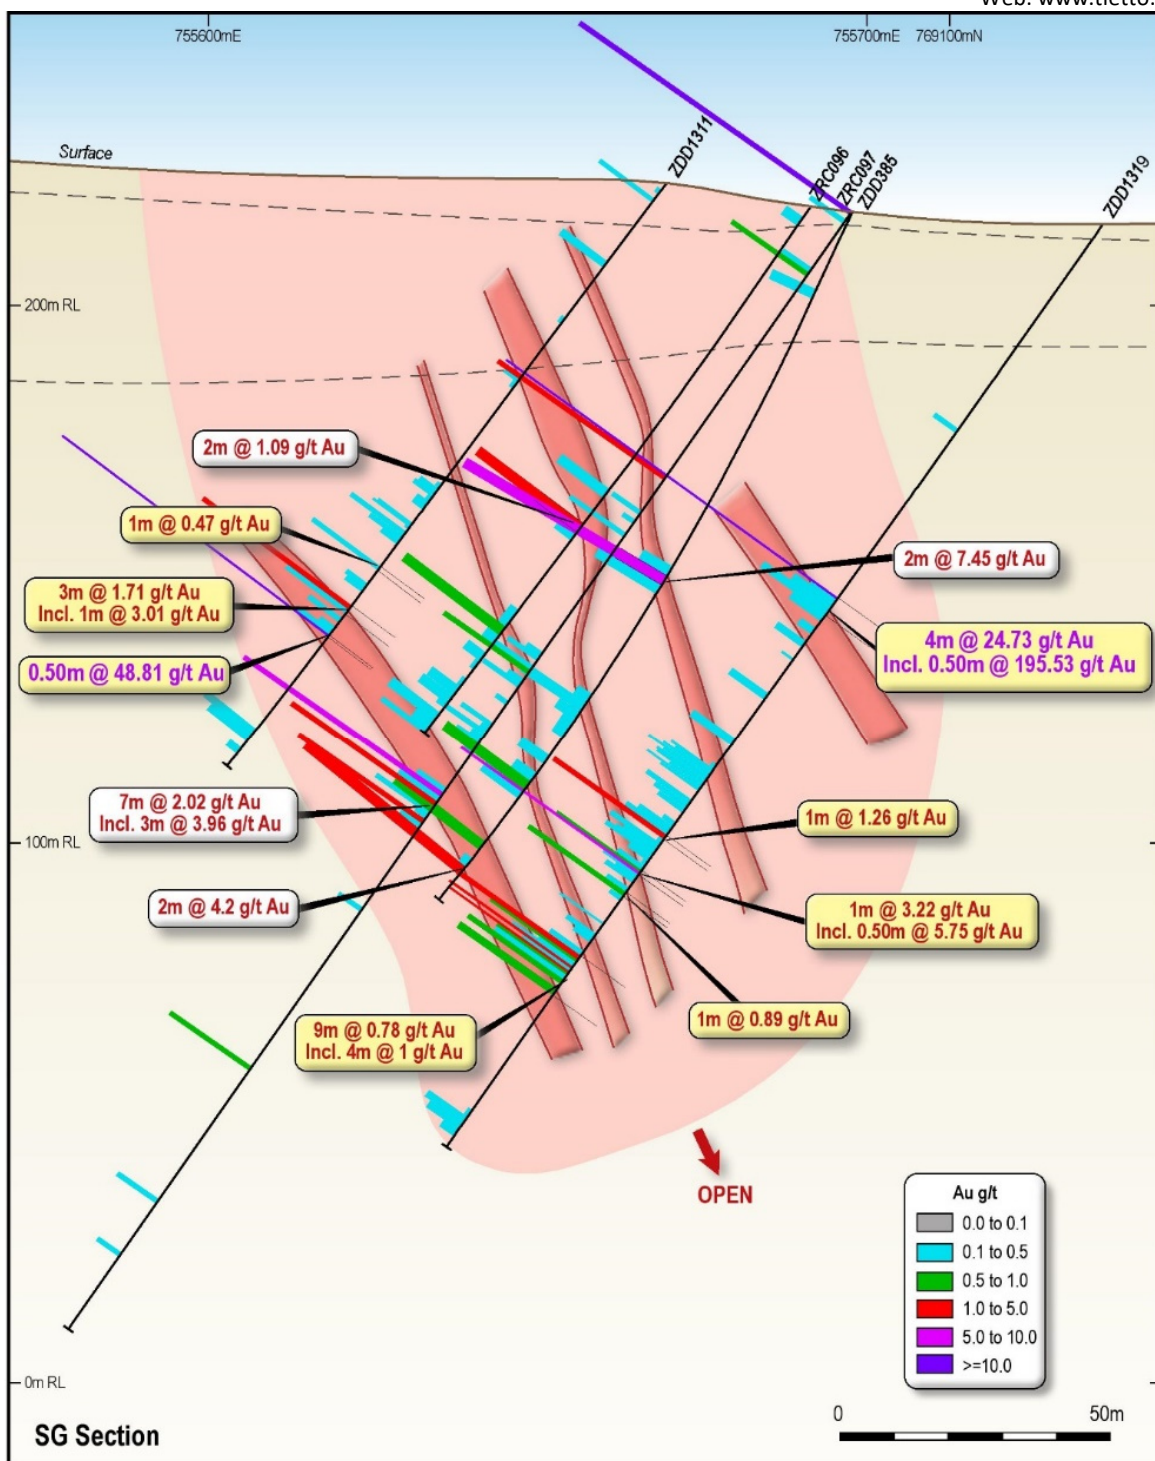 Web: www.tietto.
755600mE
755700mE
769100mN
Surface
ZDD1311
ZRC096
ZRC097
ZDD385
ZDD1319
200m RL
2m @ 1.09 g/t Au
1m @ 0.47 g/t Au
3m @ 1.71 g/t Au
Incl. 1m @ 3.01 g/t Au
0.50m @ 48.81 g/t Au
2m @ 7.45 g/t Au
4m @ 24.73 g/t Au
Incl. 0.50m @ 195.53 g/t Au
7m @ 2.02 g/t Au
Incl. 3m @ 3.96 g/t Au
1m @ 1.26 g/t Au
100m RL
2m @ 4.2 g/t Au
1m @ 3.22 g/t Au
Incl. 0.50m @ 5.75 g/t Au
9m @ 0.78 g/t Au
Incl. 4m @ 1 g/t Au
1m @ 0.89 g/t Au
OPEN
Au g/t
0.0 to 0.1
0.1 to 0.5
0.5 to 1.0
1.0 to 5.0
5.0 to 10.0
>=10.0
0m RL
SG Section
0
50m